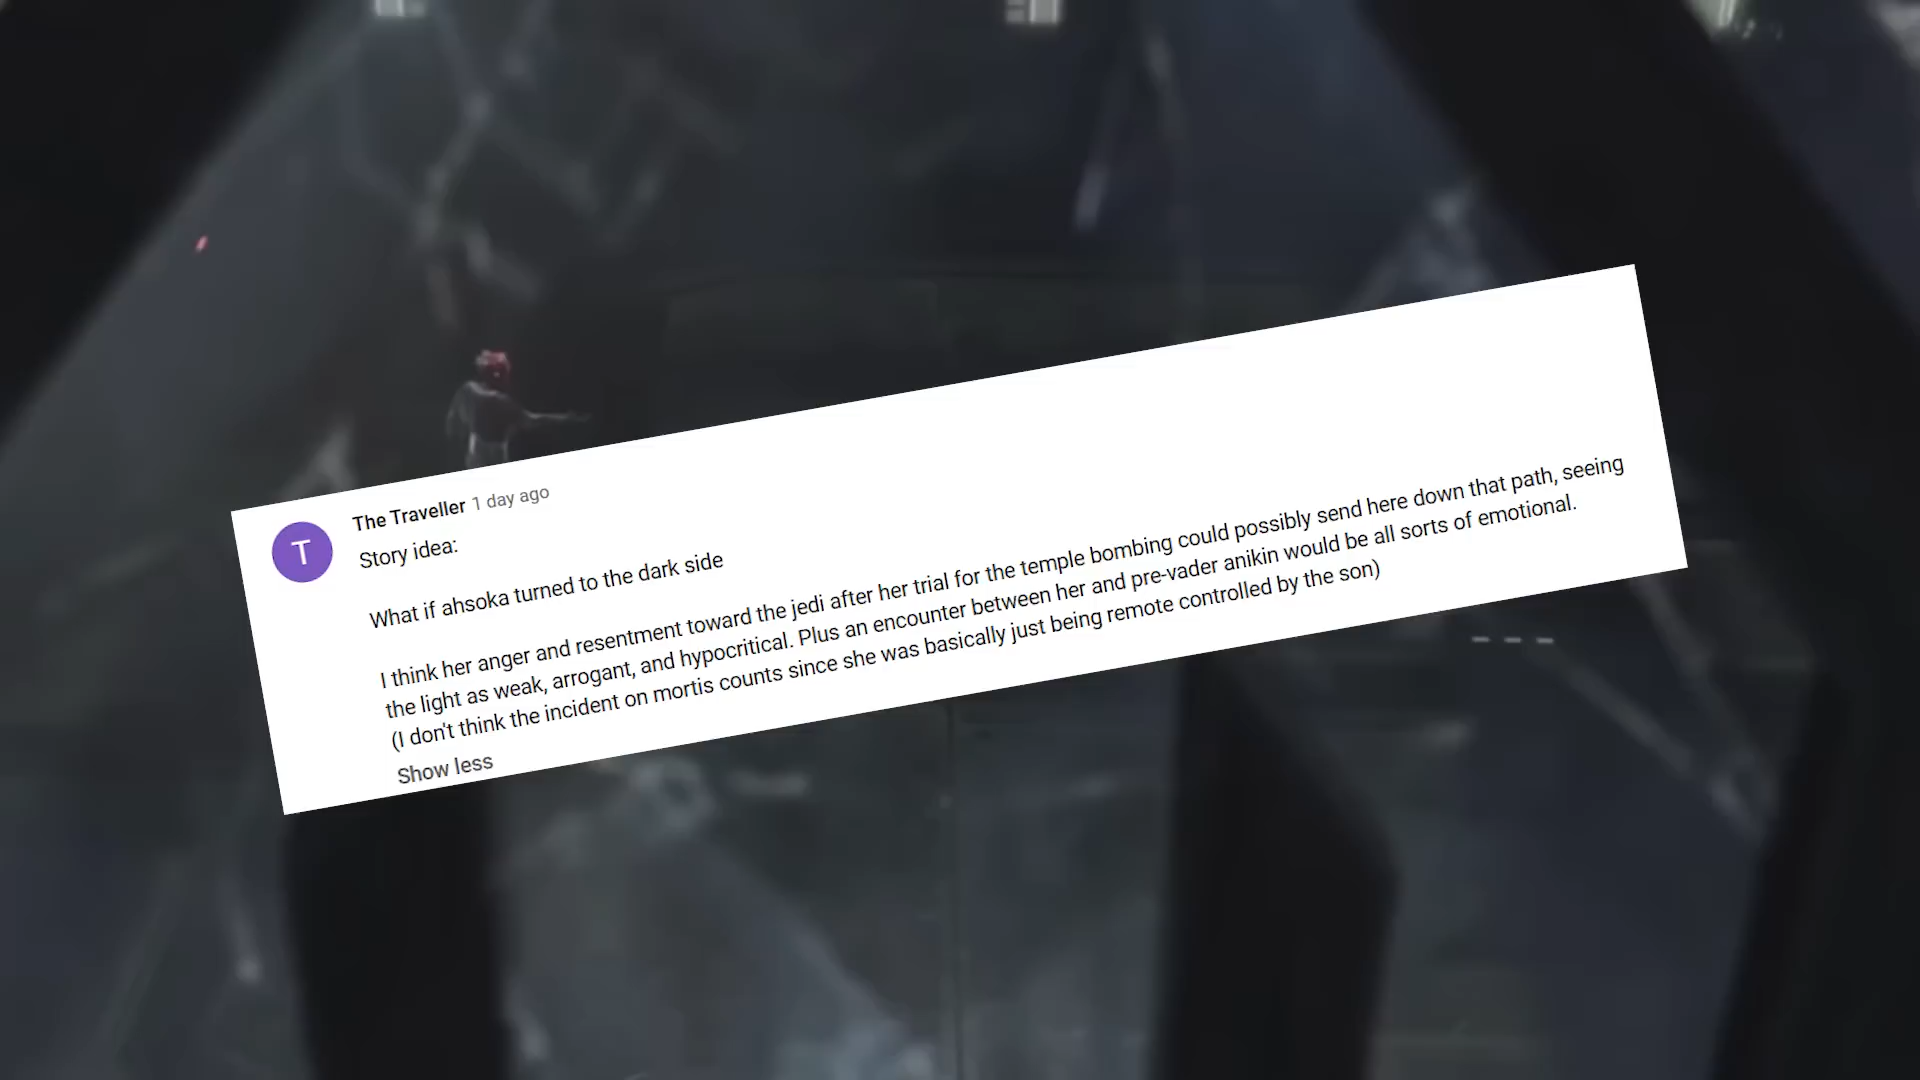 T
The Traveller 1 day ago
Story idea:
What if ahsoka turned to the dark side
I think her anger and resentment toward the jedi after her trial for the temple bombing could possibly send here down that path, seeing
the light as weak, arrogant, and hypocritical. Plus an encounter between her and pre-vader anikin would be all sorts of emotional.
(I don't think the incident on mortis counts since she was basically just being remote controlled by the son)
Show less